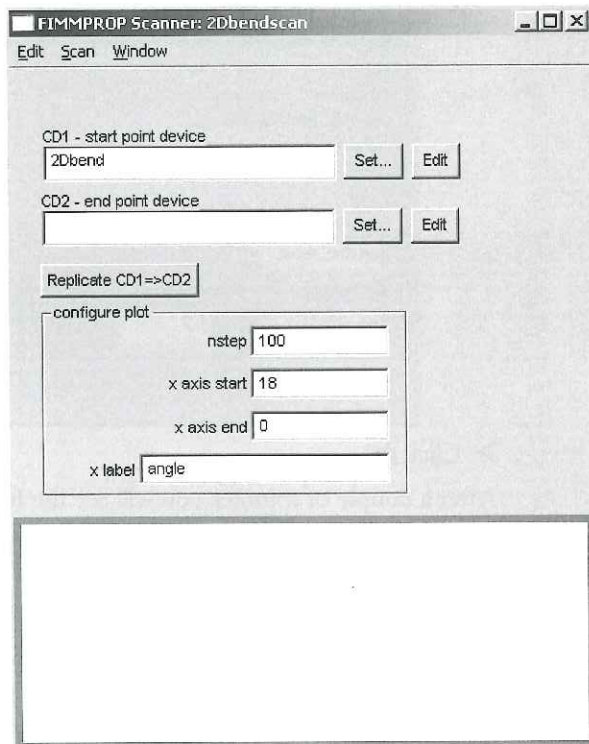 FIMMPROP Scanner: 2Dbendscan
Edit Scan Window
CD1 - start point device
2Dbend Set... Edit
CD2 - end point device
Set... Edit
Replicate CD1=>CD2
configure plot
nstep 100
x axis start 18
x axis end 0
x label angle